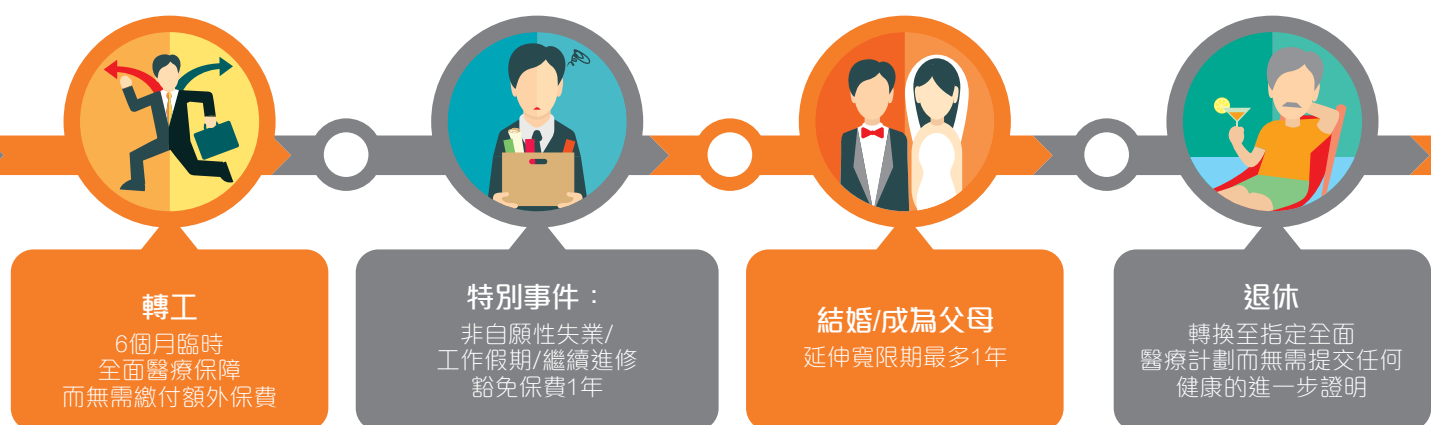 轉工
6個月臨時
全面醫療保障
而無需繳付額外保費
特別事件：
非自願性失業/
工作假期/繼續進修
豁免保費1年
結婚/成為父母
延伸寬限期最多1年
退休
轉換至指定全面
醫療計劃而無需提交任何
健康的進一步證明